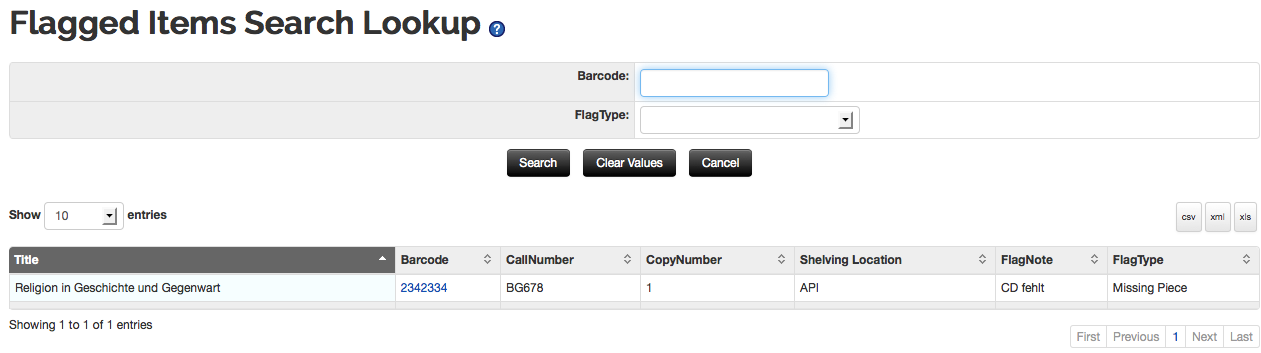 Flagged Items Search Lookup ?
Barcode:
FlagType:
Search Clear Values Cancel
Show 10 entries csv xml xls
Title Barcode CallNumber CopyNumber Shelving Location FlagNote FlagType
Religion in Geschichte und Gegenwart 2342334 BG678 1 API CD fehlt Missing Piece
Showing 1 to 1 of 1 entries
First Previous 1 Next Last